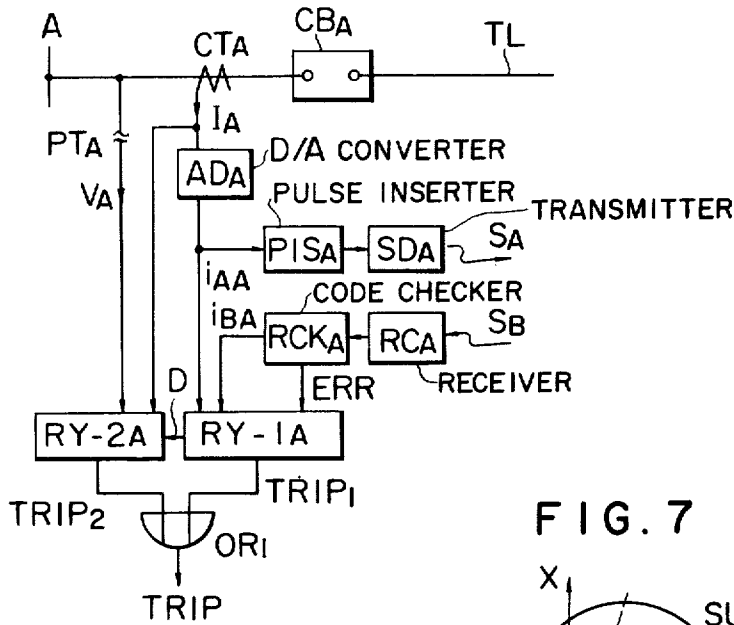 A
CTA
CBA
TL
IA
PTA
D/A CONVERTER
ADA
VA
PULSE INSERTER
TRANSMITTER
PISA
SDA
SA
iAA
CODE CHECKER
iBA
RCKA
RCA
SB
ERR
RECEIVER
D
RY-2A
RY-1A
TRIP2
TRIP1
OR1
TRIP
FIG. 7
X
SU